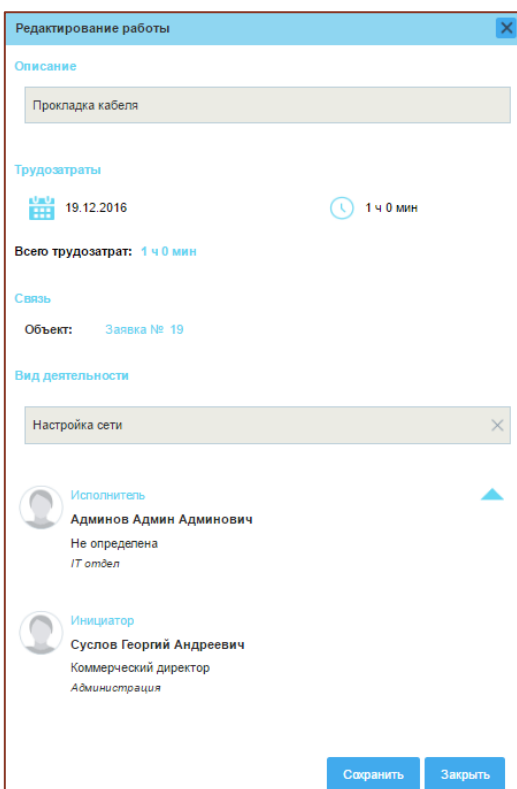 Редактирование работы
Описание
Прокладка кабеля
Трудозатраты
19.12.2016 1 ч 0 мин
Всего трудозатрат: 1 ч 0 мин
Связь
Объект: Заявка № 19
Вид деятельности
Настройка сети
Исполнитель
Админов Админ Админович
Не определена
IT отдел
Инициатор
Суслов Георгий Андреевич
Коммерческий директор
Администрация
Сохранить Закрыть